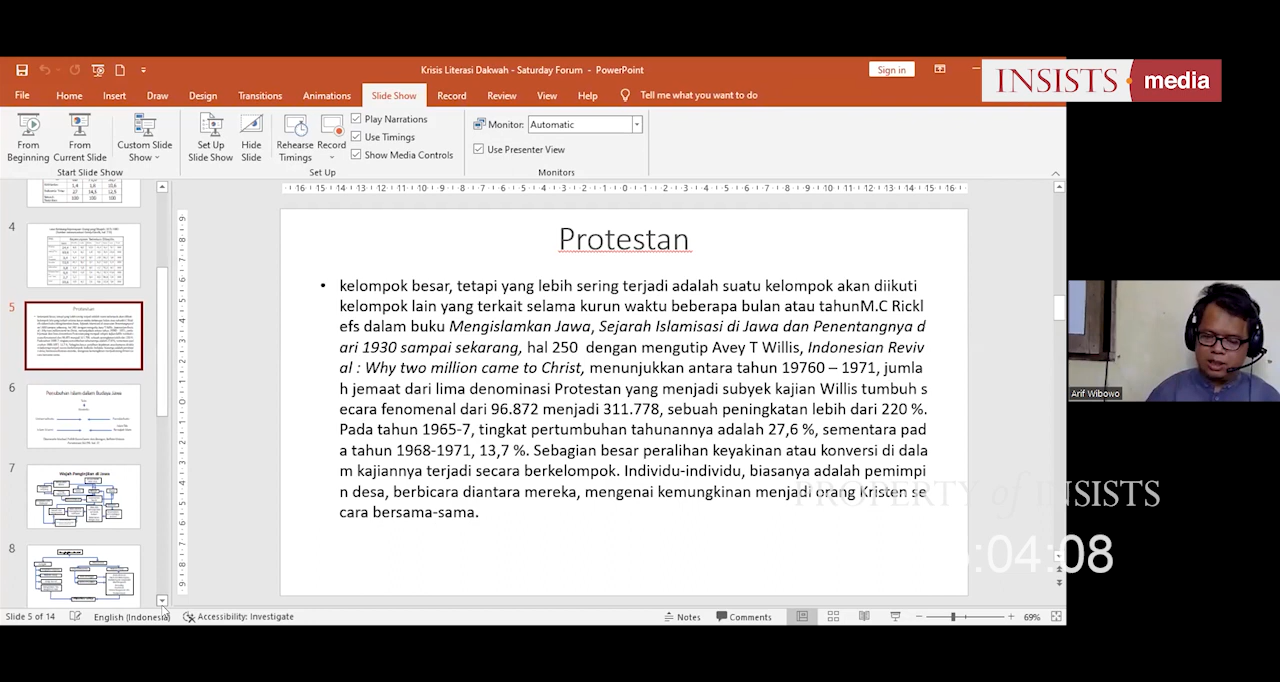 Krisis Literasi Dakwah - Saturday Forum - PowerPoint
Sign in
INSISTS media
File Home Insert Draw Design Transitions Animations Slide Show Record Review View Help Tell me what you want to do
From Beginning
From Current Slide
Custom Slide Show
Set Up Slide Show
Hide Slide
Rehearse Timings
Record
Play Narrations
Use Timings
Show Media Controls
Monitor: Automatic
Use Presenter View
Start Slide Show
Set Up
Monitors
4
5
Protestan
6
Perubahan Islam dalam Budaya Jawa
7
Wajah Penginjilan di Jawa
8
Protestan
• kelompok besar, tetapi yang lebih sering terjadi adalah suatu kelompok akan diikuti
kelompok lain yang terkait selama kurun waktu beberapa bulan atau tahunM.C Rickl
efs dalam buku Mengislamkan Jawa, Sejarah Islamisasi di Jawa dan Penentangnya d
ari 1930 sampai sekarang, hal 250 dengan mengutip Avey T Willis, Indonesian Reviv
al : Why two million came to Christ, menunjukkan antara tahun 19760 – 1971, jumla
h jemaat dari lima denominasi Protestan yang menjadi subyek kajian Willis tumbuh s
ecara fenomenal dari 96.872 menjadi 311.778, sebuah peningkatan lebih dari 220 %.
Pada tahun 1965-7, tingkat pertumbuhan tahunannya adalah 27,6 %, sementara pad
a tahun 1968-1971, 13,7 %. Sebagian besar peralihan keyakinan atau konversi di dala
m kajiannya terjadi secara berkelompok. Individu-individu, biasanya adalah pemimpi
n desa, berbicara diantara mereka, mengenai kemungkinan menjadi orang Kristen se
cara bersama-sama.
PROPERTY of INSISTS
:04:08
Arif Wibowo
Slide 5 of 14
English (Indonesia)
Accessibility: Investigate
Notes
Comments
69%